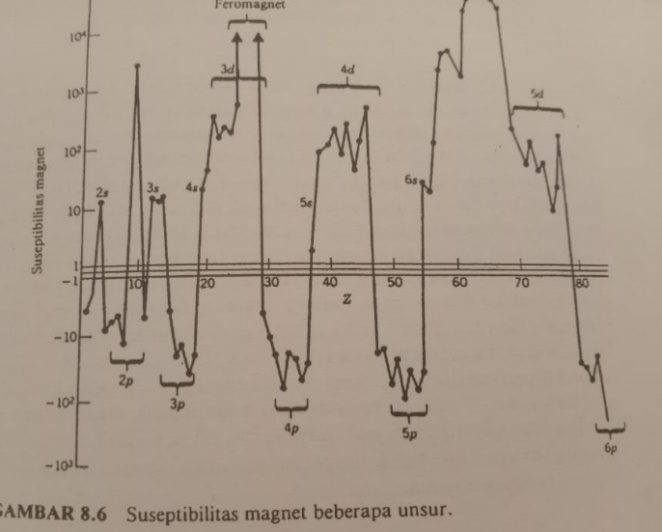 Feromagnet
10⁴
3d
4d
10³
5d
10²
2s
3s
4s
6s
5s
10
Suseptibilitas magnet
1
-1
10
20
30
40
50
60
70
80
Z
-10
2p
3p
-10²
4p
5p
6p
-10³
GAMBAR 8.6 Suseptibilitas magnet beberapa unsur.